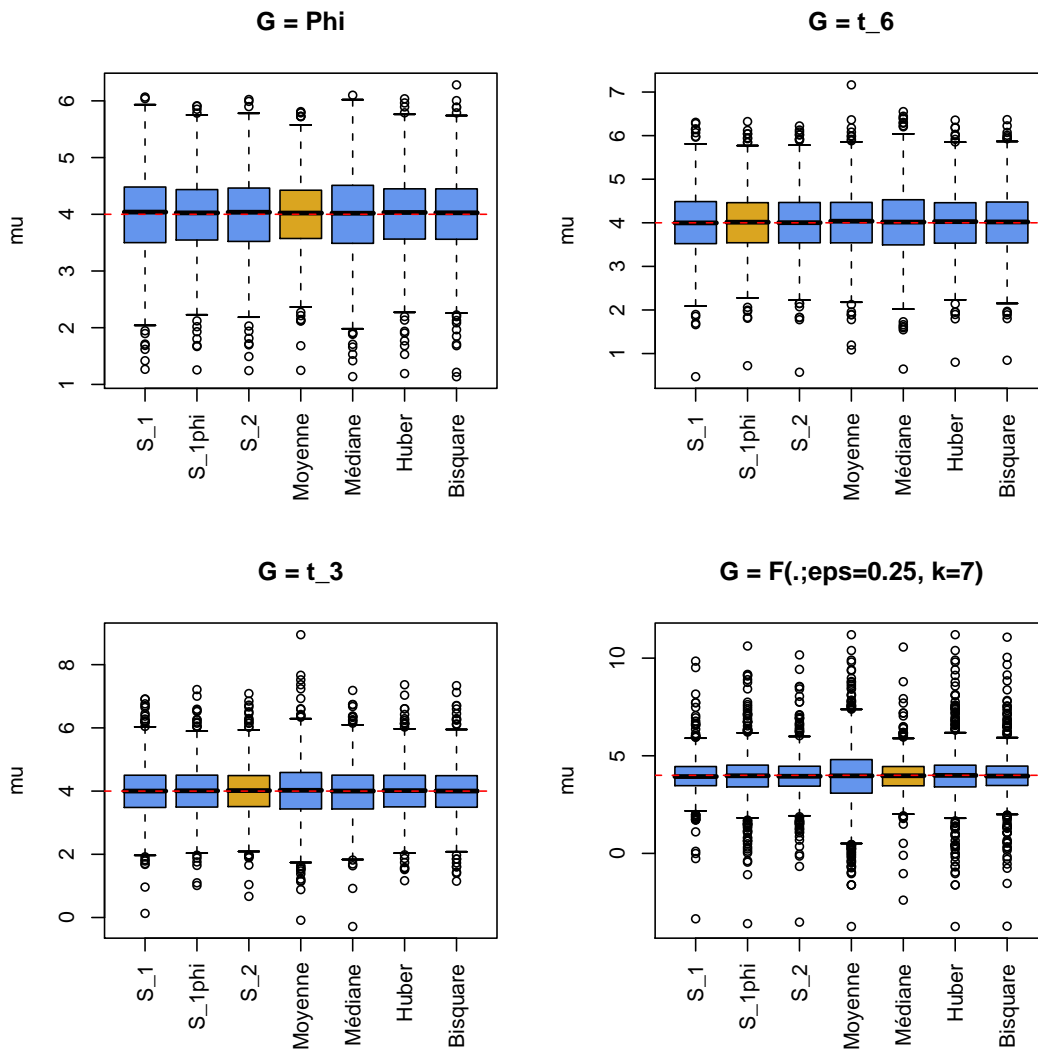 G = Phi
mu
6
5
4
3
2
1
S_1
S_1phi
S_2
Moyenne
Médiane
Huber
Bisquare
G = t_6
mu
7
6
5
4
3
2
1
S_1
S_1phi
S_2
Moyenne
Médiane
Huber
Bisquare
G = t_3
mu
8
6
4
2
0
S_1
S_1phi
S_2
Moyenne
Médiane
Huber
Bisquare
G = F(.;eps=0.25, k=7)
mu
10
5
0
S_1
S_1phi
S_2
Moyenne
Médiane
Huber
Bisquare